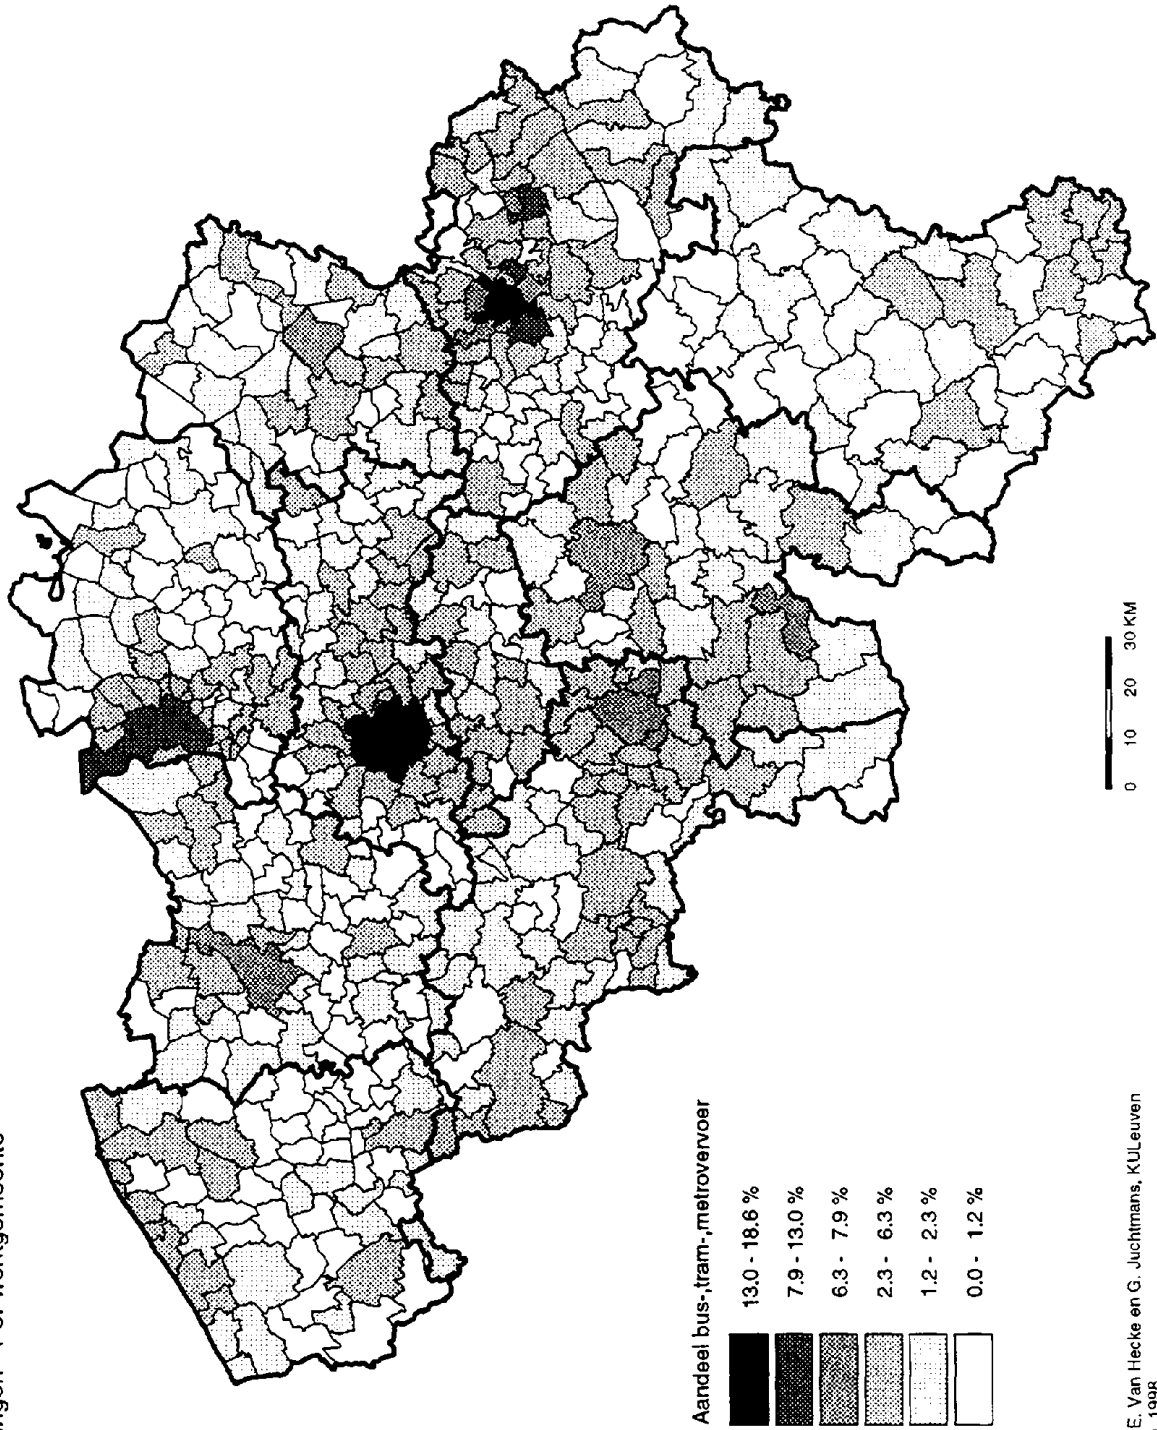 Aandeel bus-,tram-,metrovervoer
13.0 - 18.6 %
7.9 - 13.0 %
6.3 - 7.9 %
2.3 - 6.3 %
1.2 - 2.3 %
0.0 - 1.2 %
0 10 20 30 KM
E. Van Hecke en G. Juchtmans, KULeuven
1998